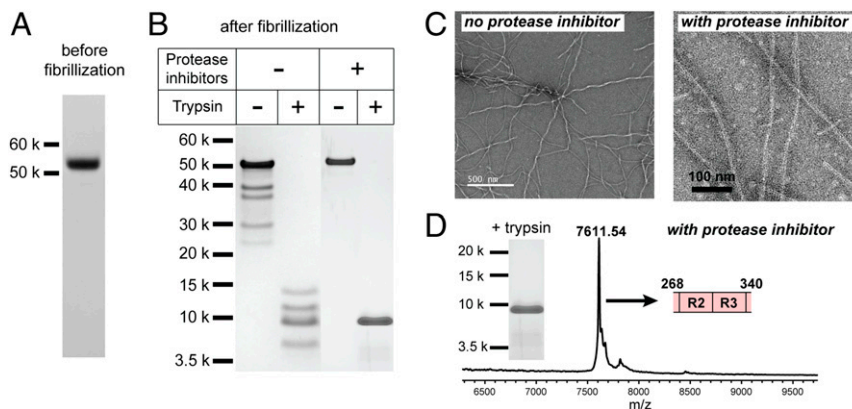 A
before
fibrillization
60 k
50 k
B
after fibrillization
Protease
inhibitors
–
+
Trypsin
–
+
–
+
60 k
50 k
40 k
30 k
20 k
15 k
10 k
3.5 k
C
no protease inhibitor
500 nm
with protease inhibitor
100 nm
D
+ trypsin
7611.54
with protease inhibitor
20 k
10 k
3.5 k
268
340
R2
R3
6500
7000
7500
8000
8500
9000
9500
m/z